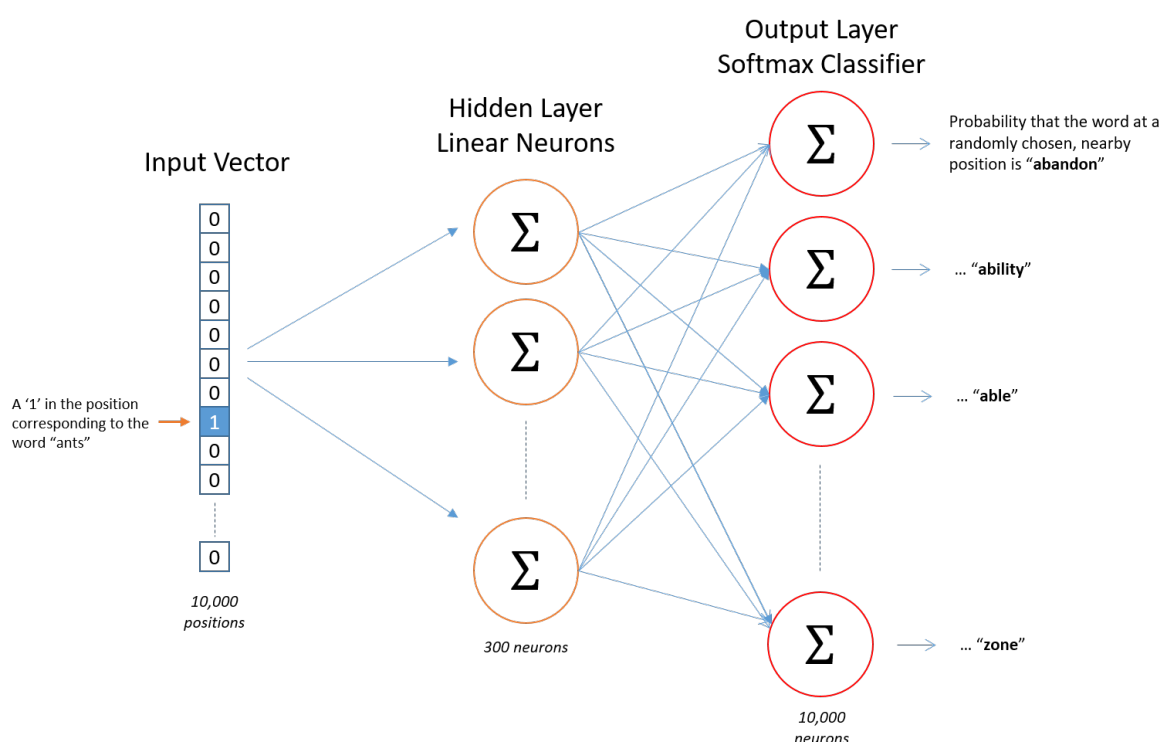 Output Layer
Softmax Classifier
Hidden Layer
Linear Neurons
Input Vector
0
0
0
0
0
0
0
1
0
0
0
A ‘1’ in the position
corresponding to the
word “ants”
10,000
positions
Σ
Σ
Σ
300 neurons
Σ
Σ
Σ
Σ
10,000
neurons
Probability that the word at a
randomly chosen, nearby
position is “abandon”
... “ability”
... “able”
... “zone”